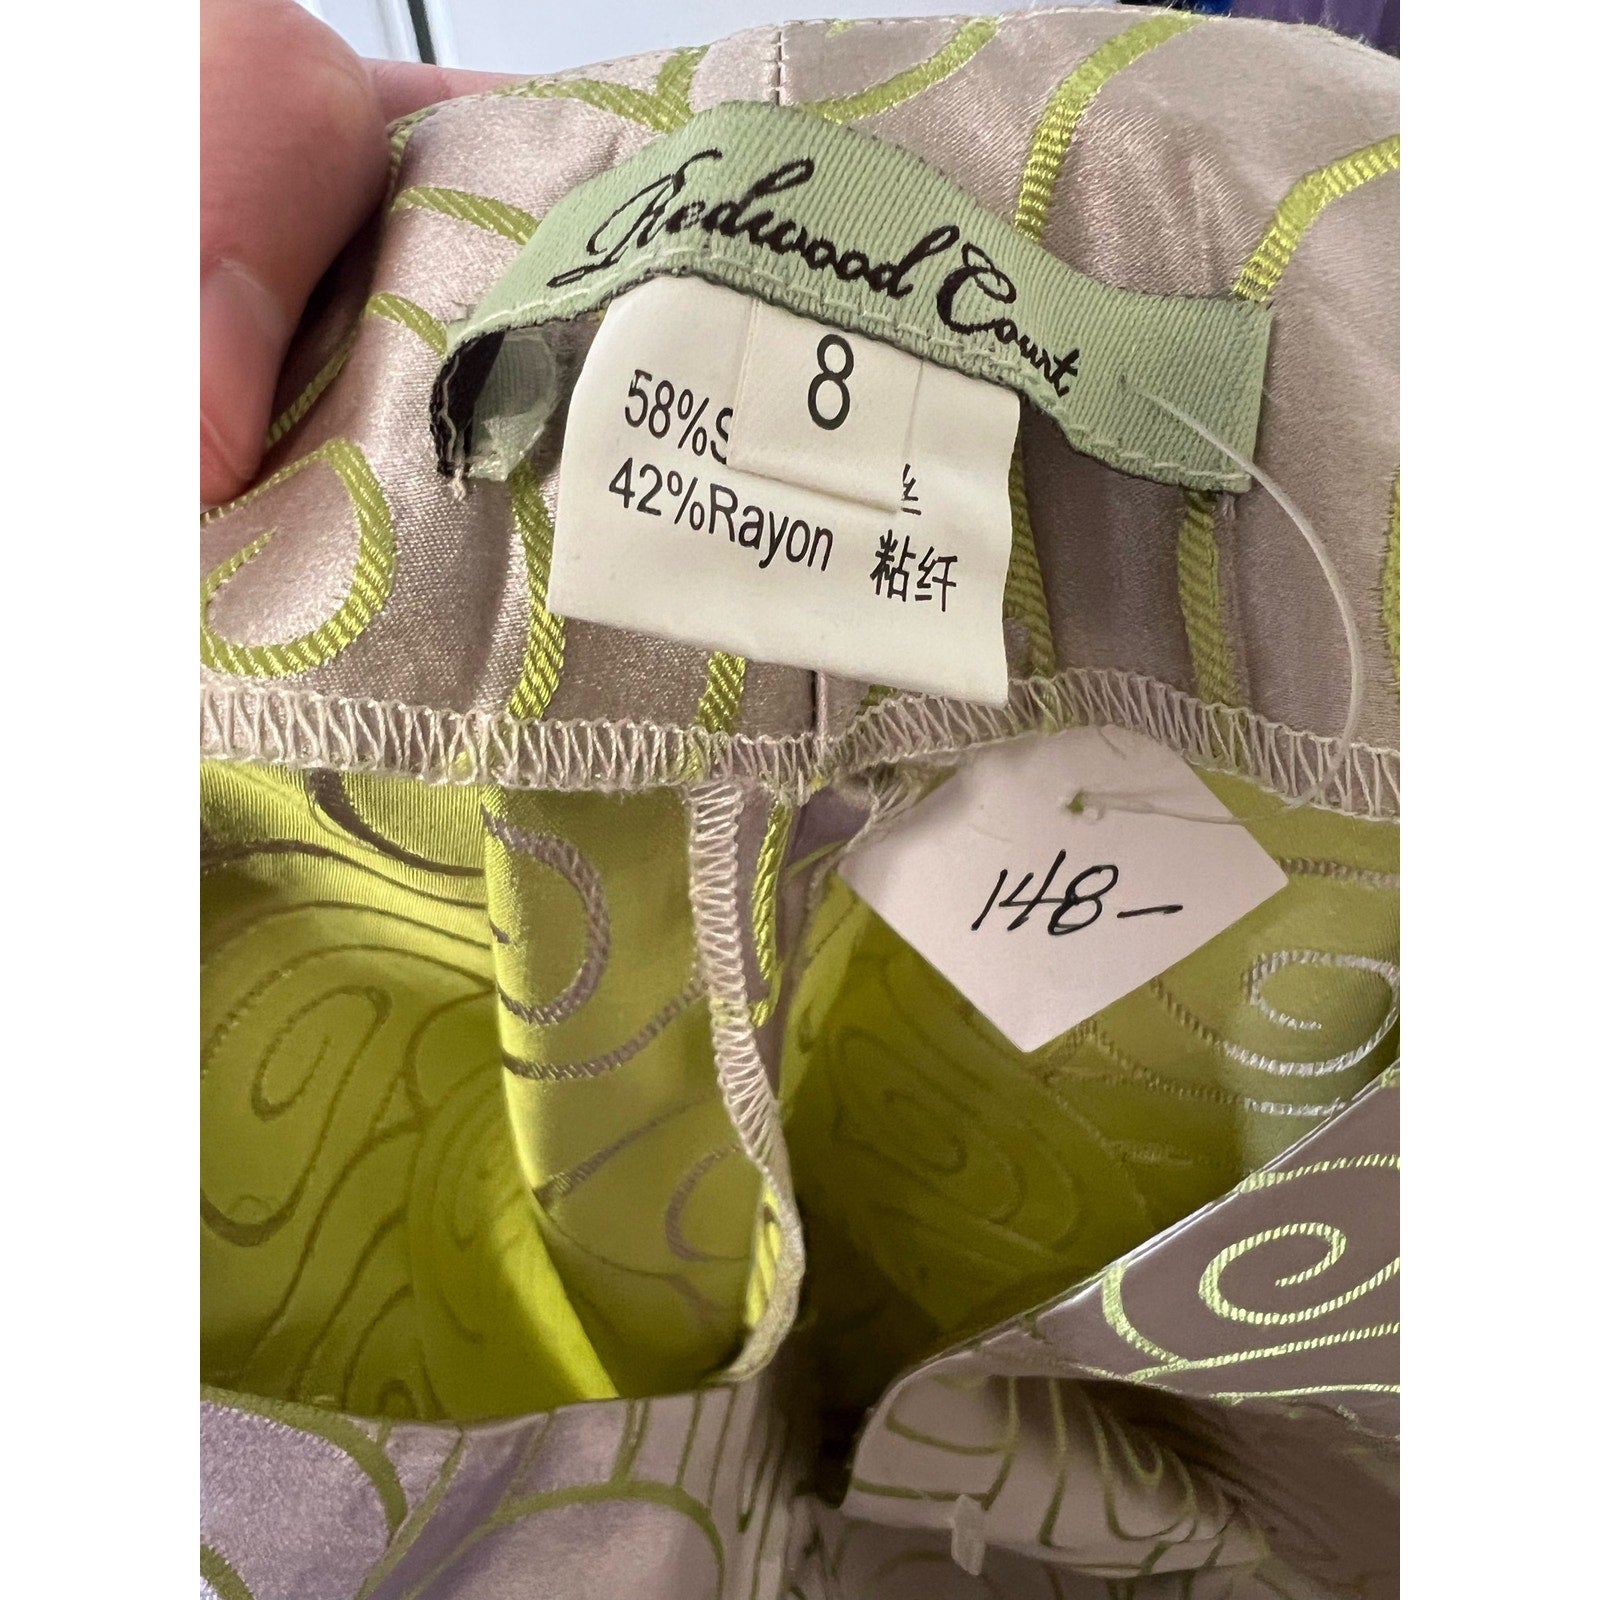 Redwood Court
8
58%S
42%Rayon 粘纤
148-